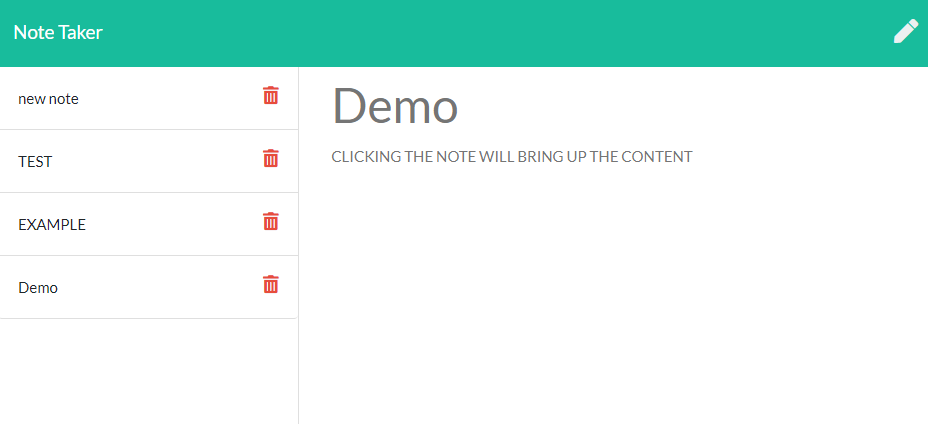 Note Taker
new note
TEST
EXAMPLE
Demo
Demo
CLICKING THE NOTE WILL BRING UP THE CONTENT